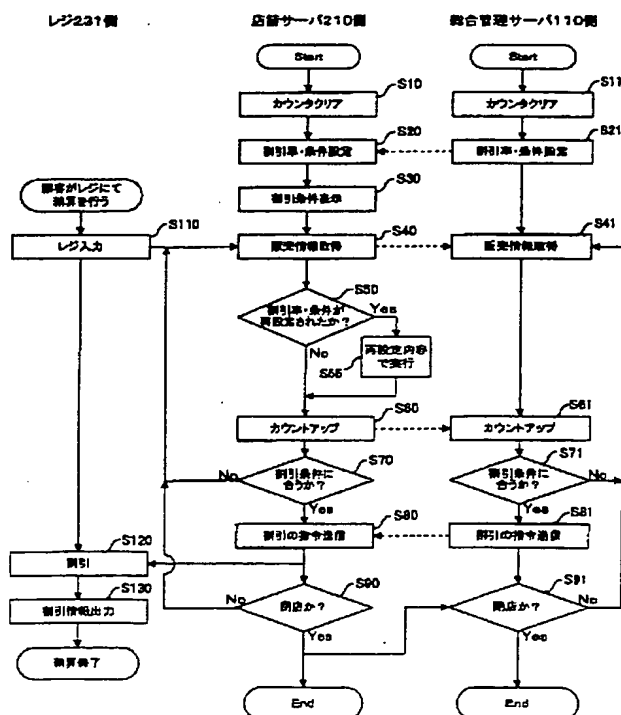 レジ231側
店舗サーバ210側
総合管理サーバ110側
Start
Start
S10
カウンタクリア
S11
カウンタクリア
S20
割引率・条件設定
S21
割引率・条件設定
S30
割引条件表示
顧客がレジにて
精算を行う
S110
レジ入力
S40
販売情報取得
S41
販売情報取得
S50
割引率・条件が
再設定されたか？
Yes
No
S55
再設定内容
で実行
S60
カウントアップ
S61
カウントアップ
S70
割引条件に
合うか？
No
Yes
S71
割引条件に
合うか？
No
Yes
S80
割引の指令送信
S81
割引の指令送信
S120
割引
S130
割引情報出力
精算終了
S90
閉店か？
No
Yes
S91
閉店か？
No
Yes
End
End